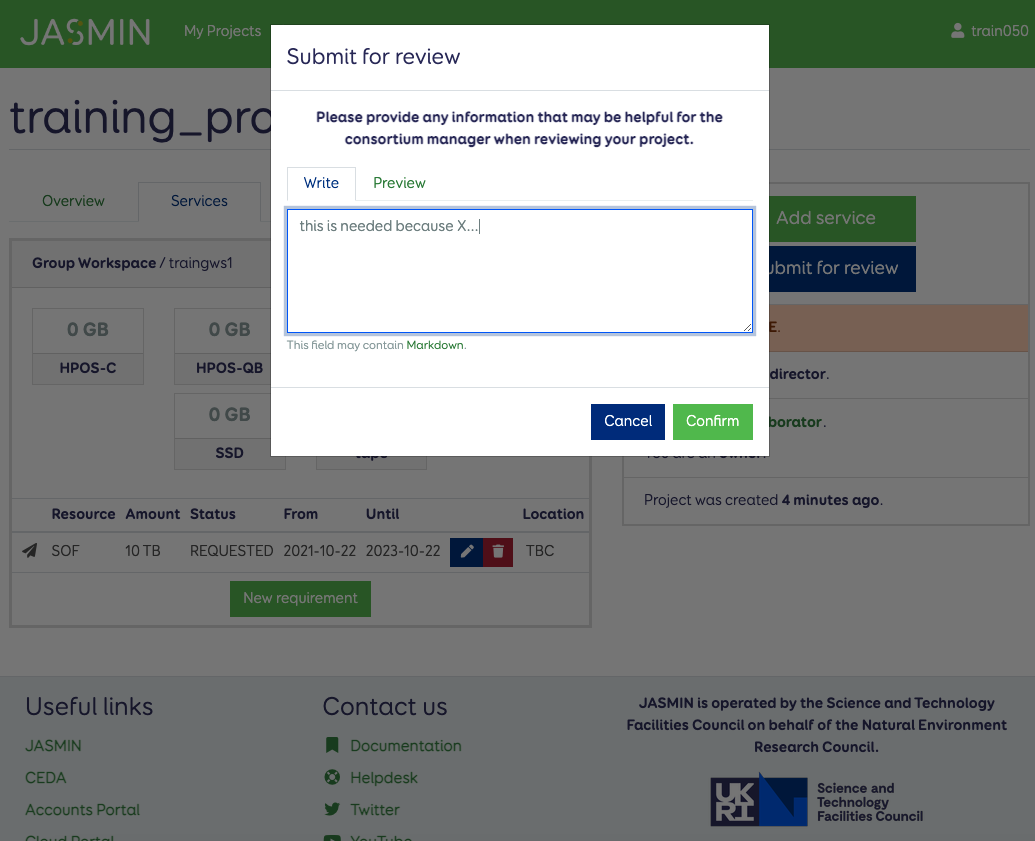 JASMIN
My Projects
train050
Submit for review
training_pro
Please provide any information that may be helpful for the
consortium manager when reviewing your project.
Write
Preview
this is needed because X...
This field may contain Markdown.
Cancel
Confirm
Overview
Services
Add service
ubmit for review
Group Workspace / traingws1
E.
director.
borator.
0 GB
HPOS-C
0 GB
HPOS-QB
0 GB
SSD
You are an owner.
Project was created 4 minutes ago.
Resource Amount Status From Until Location
SOF 10 TB REQUESTED 2021-10-22 2023-10-22 TBC
New requirement
Useful links
JASMIN
CEDA
Accounts Portal
Cloud Portal
Contact us
Documentation
Helpdesk
Twitter
YouTube
JASMIN is operated by the Science and Technology
Facilities Council on behalf of the Natural Environment
Research Council.
UK
RI
Science and
Technology
Facilities Council